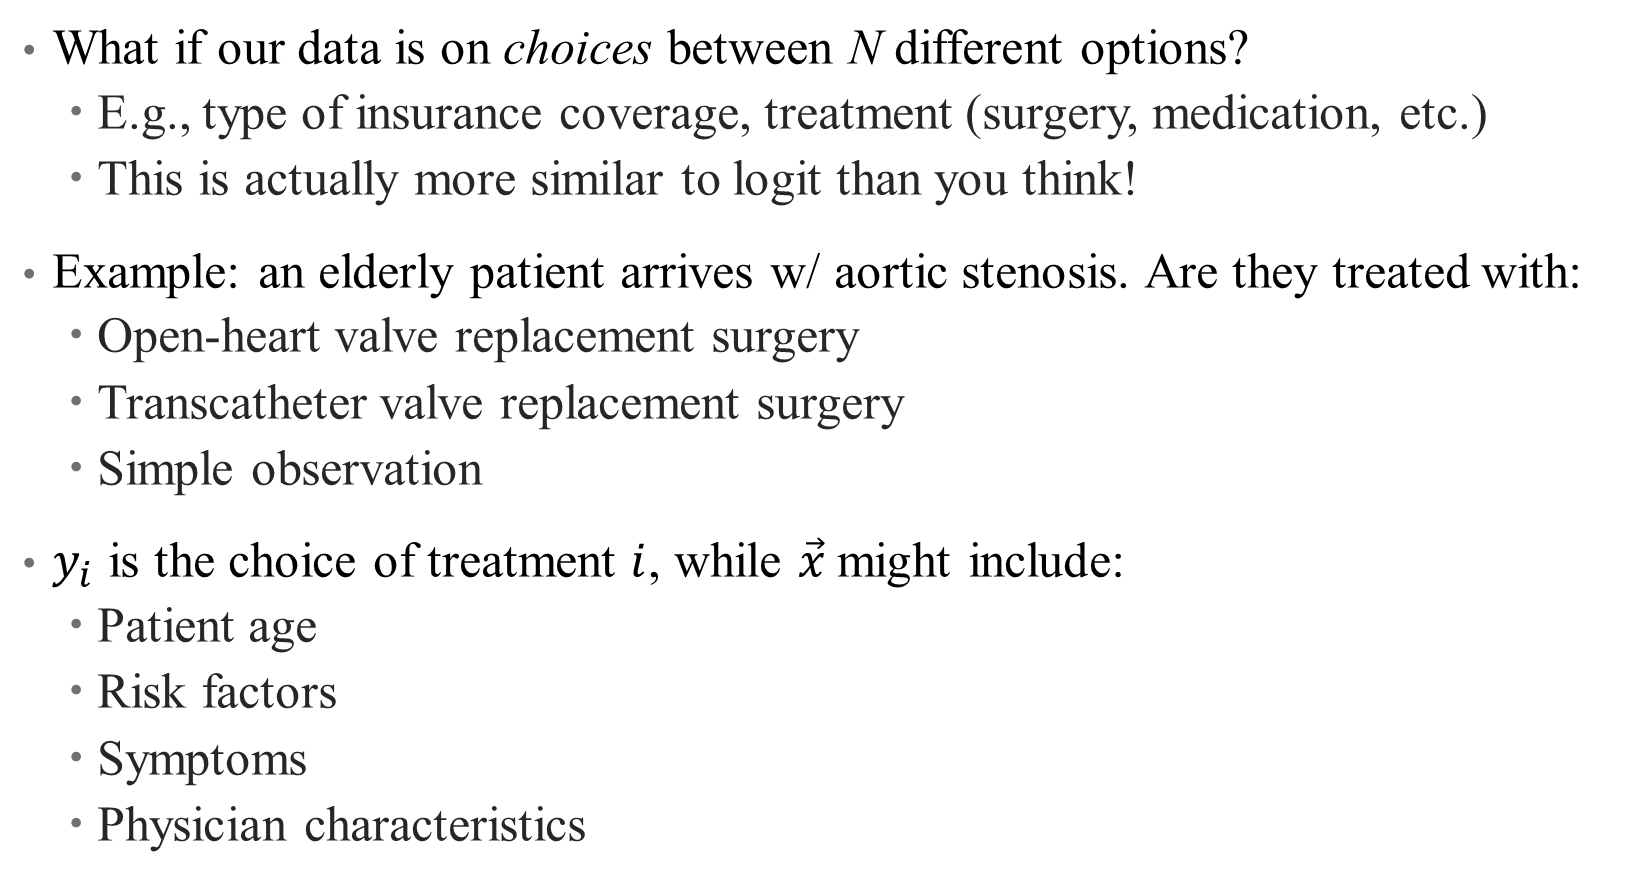 • What if our data is on choices between N different options?
• E.g., type of insurance coverage, treatment (surgery, medication, etc.)
• This is actually more similar to logit than you think!
• Example: an elderly patient arrives w/ aortic stenosis. Are they treated with:
• Open-heart valve replacement surgery
• Transcatheter valve replacement surgery
• Simple observation
• 𝑦ᵢ is the choice of treatment 𝑖, while 𝑥⃗ might include:
• Patient age
• Risk factors
• Symptoms
• Physician characteristics